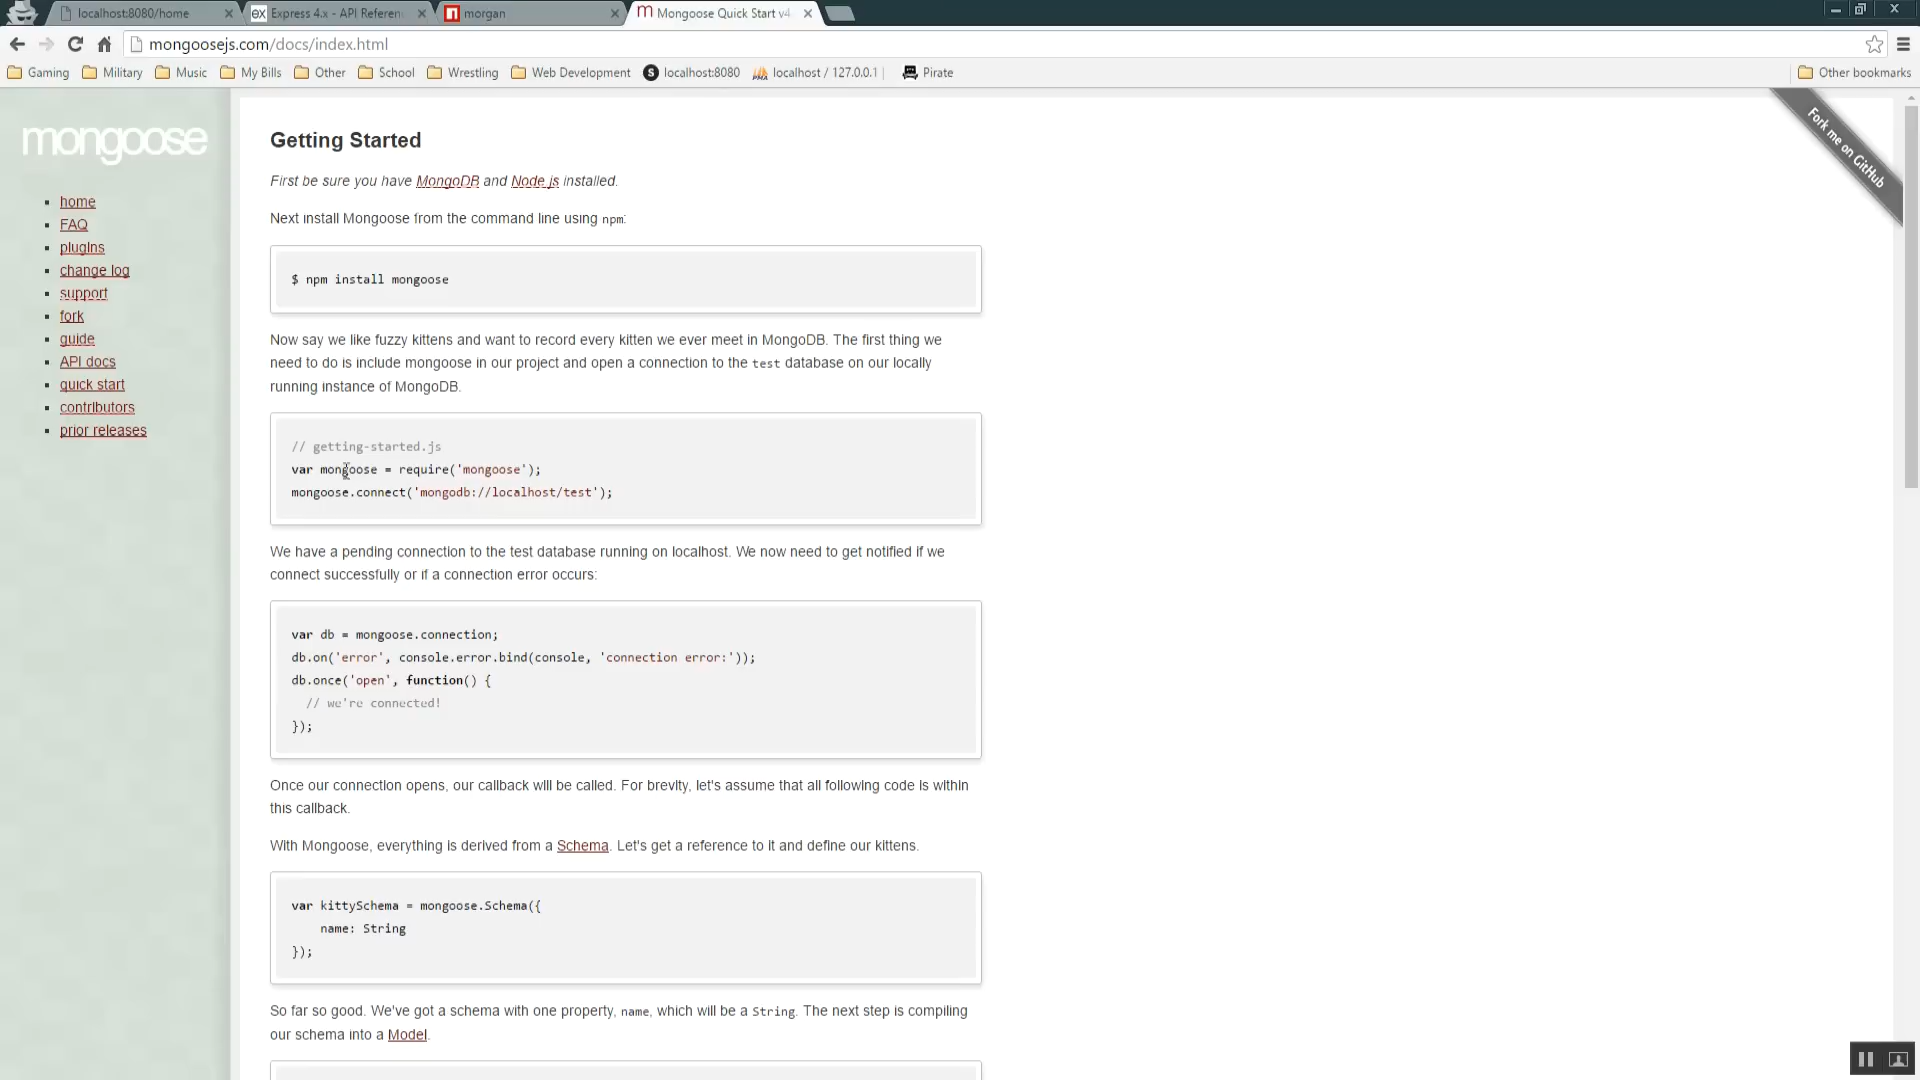 localhost:8080/home
Express 4.x - API Referen
morgan
Mongoose Quick Start v4
mongoosejs.com/docs/index.html
Gaming
Military
Music
My Bills
Other
School
Wrestling
Web Development
localhost:8080
localhost / 127.0.0.1
Pirate
Other bookmarks
mongoose
home
FAQ
plugins
change log
support
fork
guide
API docs
quick start
contributors
prior releases
Fork me on GitHub
Getting Started
First be sure you have MongoDB and Node.js installed.
Next install Mongoose from the command line using npm:
$ npm install mongoose
Now say we like fuzzy kittens and want to record every kitten we ever meet in MongoDB. The first thing we
need to do is include mongoose in our project and open a connection to the test database on our locally
running instance of MongoDB.
// getting-started.js
var mongoose = require('mongoose');
mongoose.connect('mongodb://localhost/test');
We have a pending connection to the test database running on localhost. We now need to get notified if we
connect successfully or if a connection error occurs:
var db = mongoose.connection;
db.on('error', console.error.bind(console, 'connection error:'));
db.once('open', function() {
// we're connected!
});
Once our connection opens, our callback will be called. For brevity, let's assume that all following code is within
this callback.
With Mongoose, everything is derived from a Schema. Let's get a reference to it and define our kittens.
var kittySchema = mongoose.Schema({
name: String
});
So far so good. We've got a schema with one property, name, which will be a String. The next step is compiling
our schema into a Model.